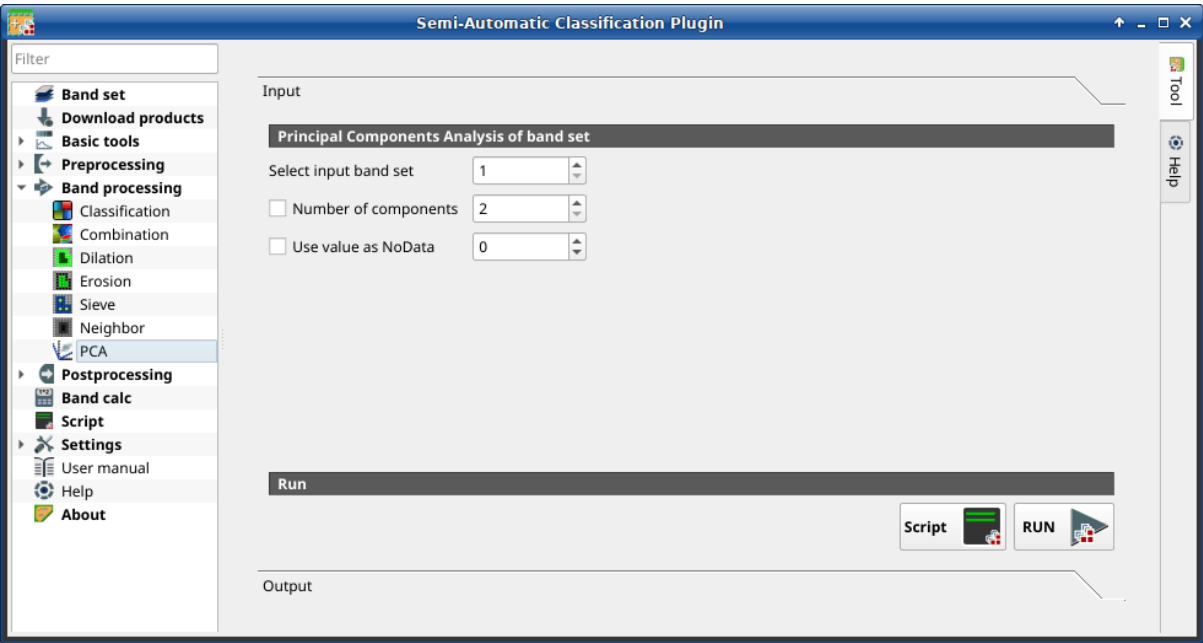 Semi-Automatic Classification Plugin
Filter
Band set
Download products
Basic tools
Preprocessing
Band processing
Classification
Combination
Dilation
Erosion
Sieve
Neighbor
PCA
Postprocessing
Band calc
Script
Settings
User manual
Help
About
Input
Principal Components Analysis of band set
Select input band set 1
Number of components 2
Use value as NoData 0
Run
Script RUN
Output
Tool
Help